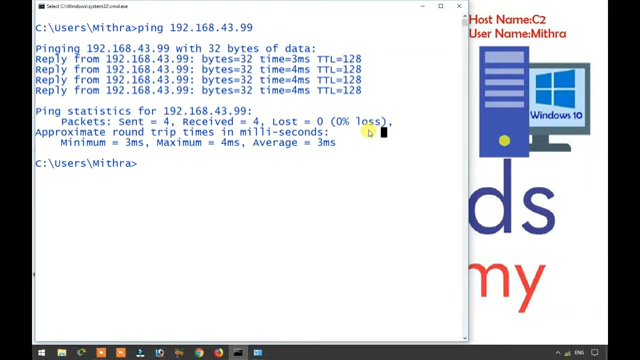 Select C:\Windows\system32\cmd.exe
C:\Users\Mithra>ping 192.168.43.99
Pinging 192.168.43.99 with 32 bytes of data:
Reply from 192.168.43.99: bytes=32 time=3ms TTL=128
Reply from 192.168.43.99: bytes=32 time=4ms TTL=128
Reply from 192.168.43.99: bytes=32 time=4ms TTL=128
Reply from 192.168.43.99: bytes=32 time=4ms TTL=128
Ping statistics for 192.168.43.99:
Packets: Sent = 4, Received = 4, Lost = 0 (0% loss),
Approximate round trip times in milli-seconds:
Minimum = 3ms, Maximum = 4ms, Average = 3ms
C:\Users\Mithra>
Host Name:C2
User Name:Mithra
Windows 10
ds
my
ENG